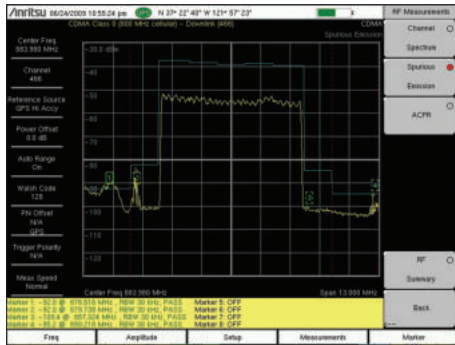 Anritsu 06/24/2009 10:55:24 pm GPS N 37° 22' 48" W 121° 57' 23"
CDMA Class 0 (800 MHz cellular) - Downlink (466)
CDMA
Spurious Emission
RF Measurements
Channel
Spectrum
Spurious
Emission
ACPR
RF
Summary
Back
Center Freq
883.980 MHz
Channel
466
Reference Source
GPS Hi Accy
Power Offset
0.0 dB
Auto Range
On
Walsh Code
128
PN Offset
N/A
GPS
Trigger Polarity
N/A
Meas Speed
Normal
-30.0 dBm
-40
-60
-70
-80
-90
-100
-110
-120
1
Center Freq 883.980 MHz
Span 13.000 MHz
Marker 5: OFF
Marker 6: OFF
Marker 7: OFF
Marker 8: OFF
Freq
Amplitude
Setup
Measurements
Marker